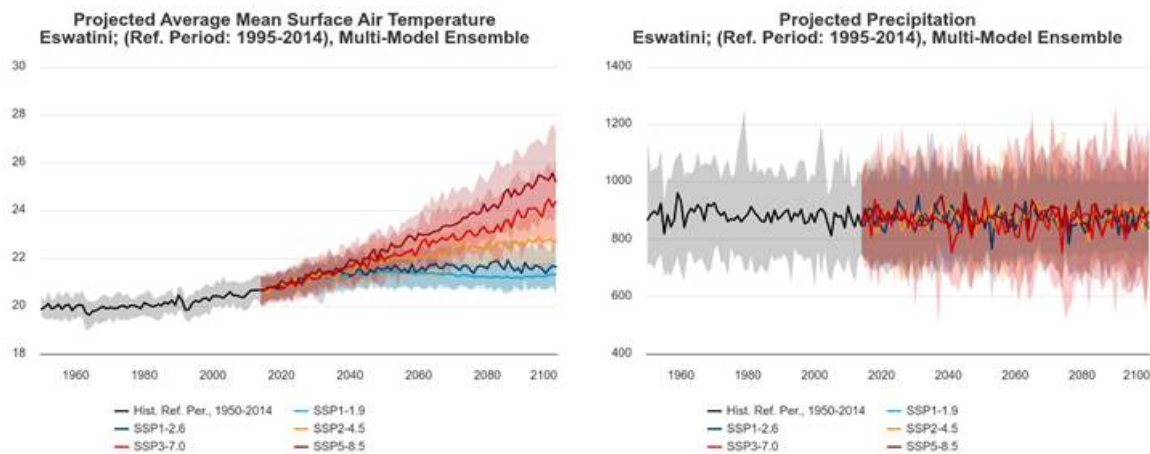 Projected Average Mean Surface Air Temperature
Eswatini; (Ref. Period: 1995-2014), Multi-Model Ensemble
30
28
26
24
22
20
18
1960 1980 2000 2020 2040 2060 2080 2100
Hist. Ref. Per., 1950-2014 SSP1-1.9
SSP1-2.6 SSP2-4.5
SSP3-7.0 SSP5-8.5
Projected Precipitation
Eswatini; (Ref. Period: 1995-2014), Multi-Model Ensemble
1400
1200
1000
800
600
400
1960 1980 2000 2020 2040 2060 2080 2100
Hist. Ref. Per., 1950-2014 SSP1-1.9
SSP1-2.6 SSP2-4.5
SSP3-7.0 SSP5-8.5